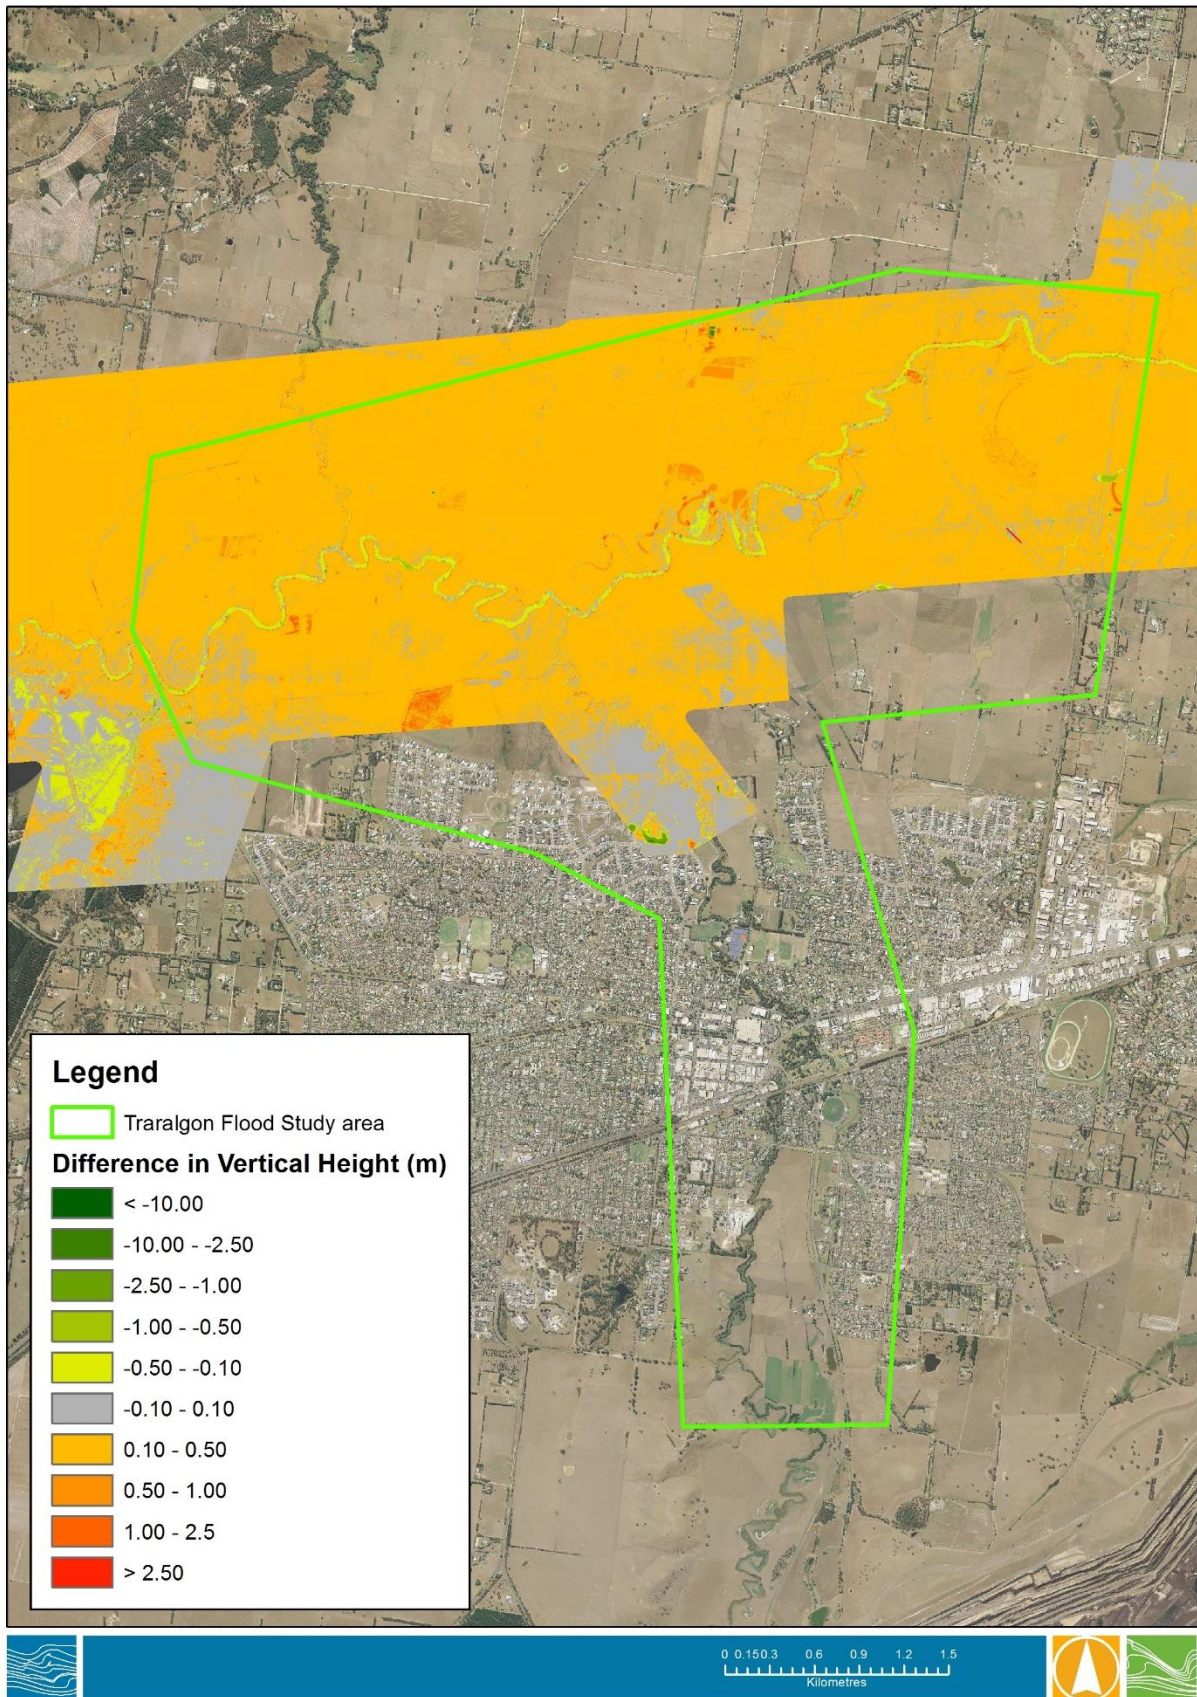 Legend
Traralgon Flood Study area
Difference in Vertical Height (m)
< -10.00
-10.00 - -2.50
-2.50 - -1.00
-1.00 - -0.50
-0.50 - -0.10
-0.10 - 0.10
0.10 - 0.50
0.50 - 1.00
1.00 - 2.5
> 2.50
0 0.15 0.3 0.6 0.9 1.2 1.5
Kilometres